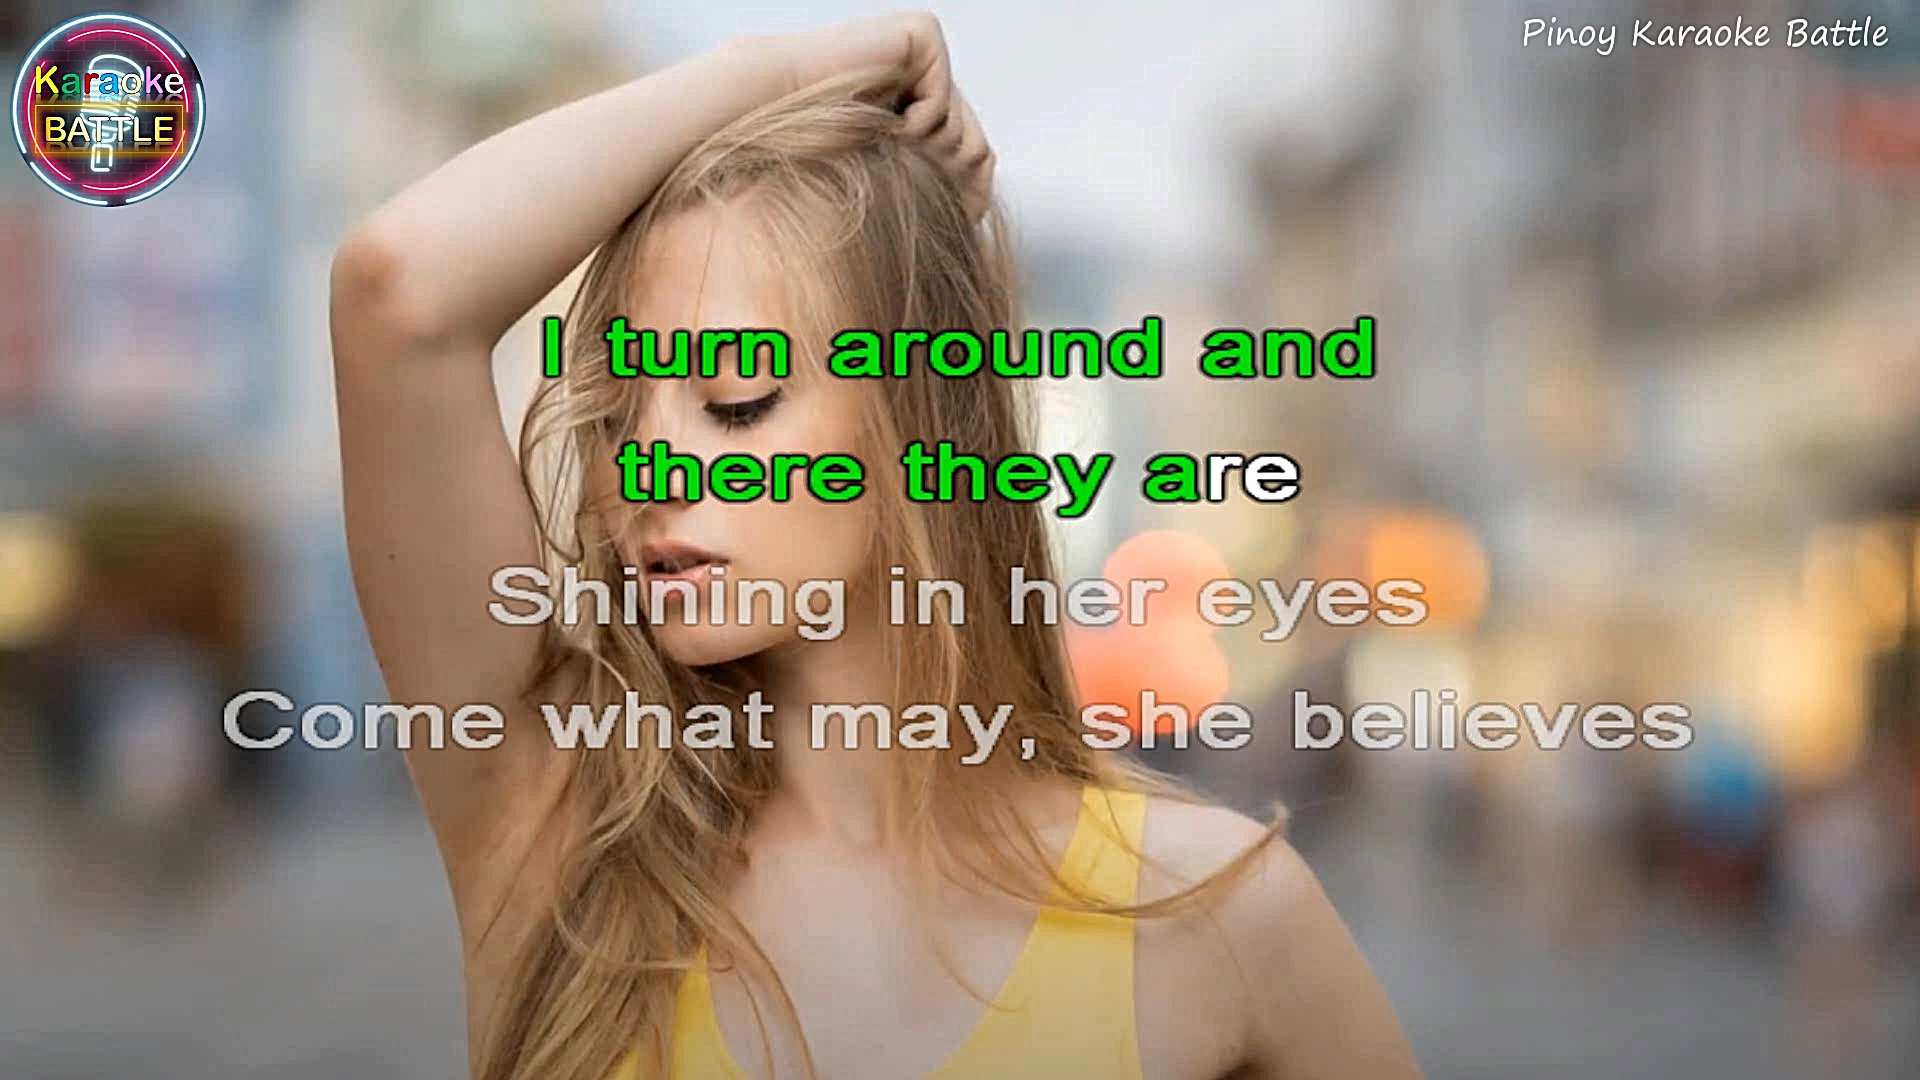 Pinoy Karaoke Battle
Karaoke
BATTLE
I turn around and
there they are
Shining in her eyes
Come what may, she believes